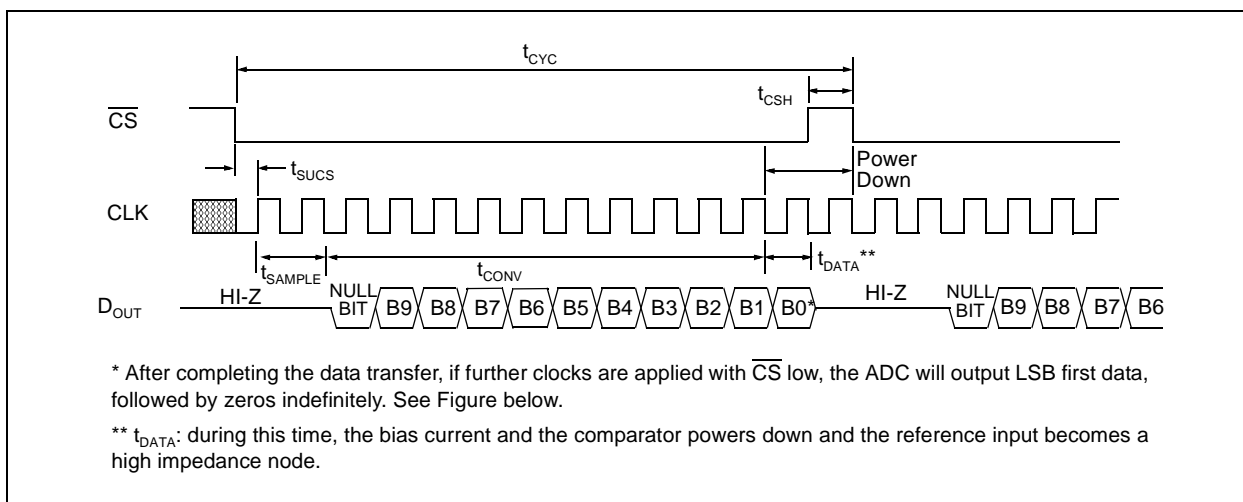 tCYC
tCSH
CS
tSUCS
Power
Down
CLK
tSAMPLE
tCONV
tDATA**
DOUT
HI-Z
NULL
BIT
B9
B8
B7
B6
B5
B4
B3
B2
B1
B0*
HI-Z
NULL
BIT
B9
B8
B7
B6
* After completing the data transfer, if further clocks are applied with CS low, the ADC will output LSB first data,
followed by zeros indefinitely. See Figure below.
** tDATA: during this time, the bias current and the comparator powers down and the reference input becomes a
high impedance node.